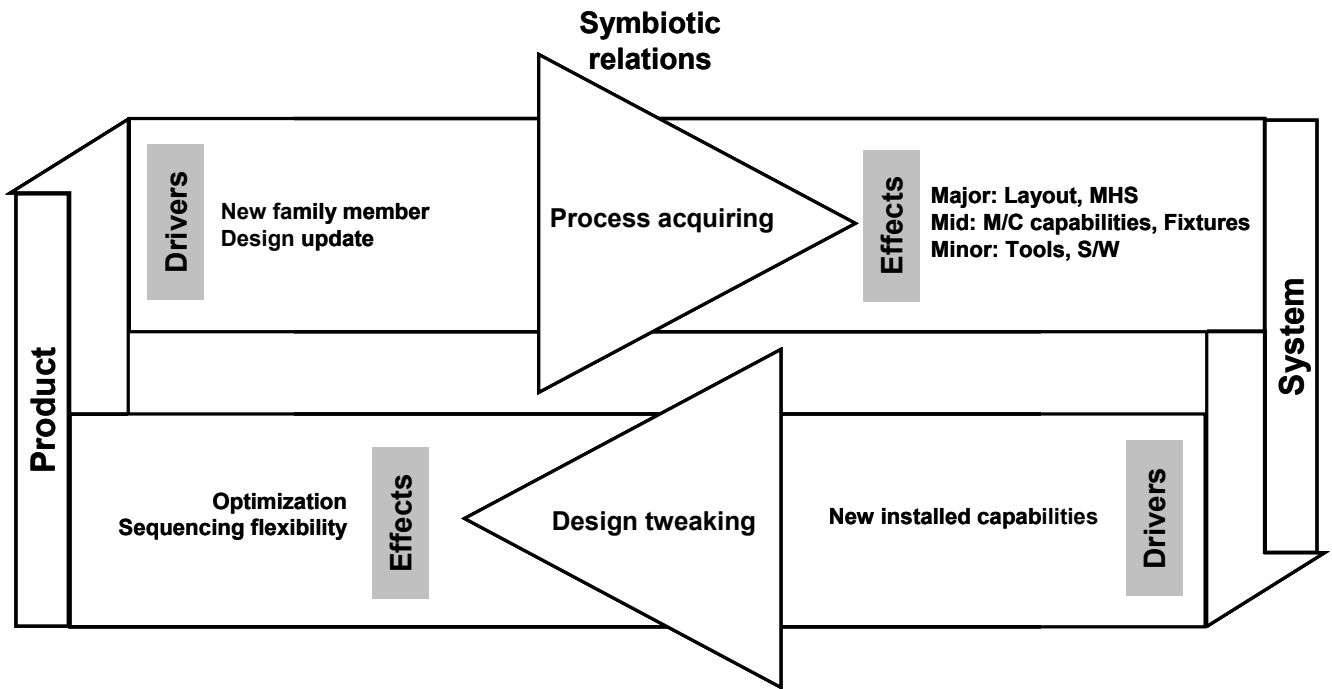 Symbiotic
relations
Drivers
New family member
Design update
Process acquiring
Effects
Major: Layout, MHS
Mid: M/C capabilities, Fixtures
Minor: Tools, S/W
Product
System
Optimization
Sequencing flexibility
Effects
Design tweaking
New installed capabilities
Drivers